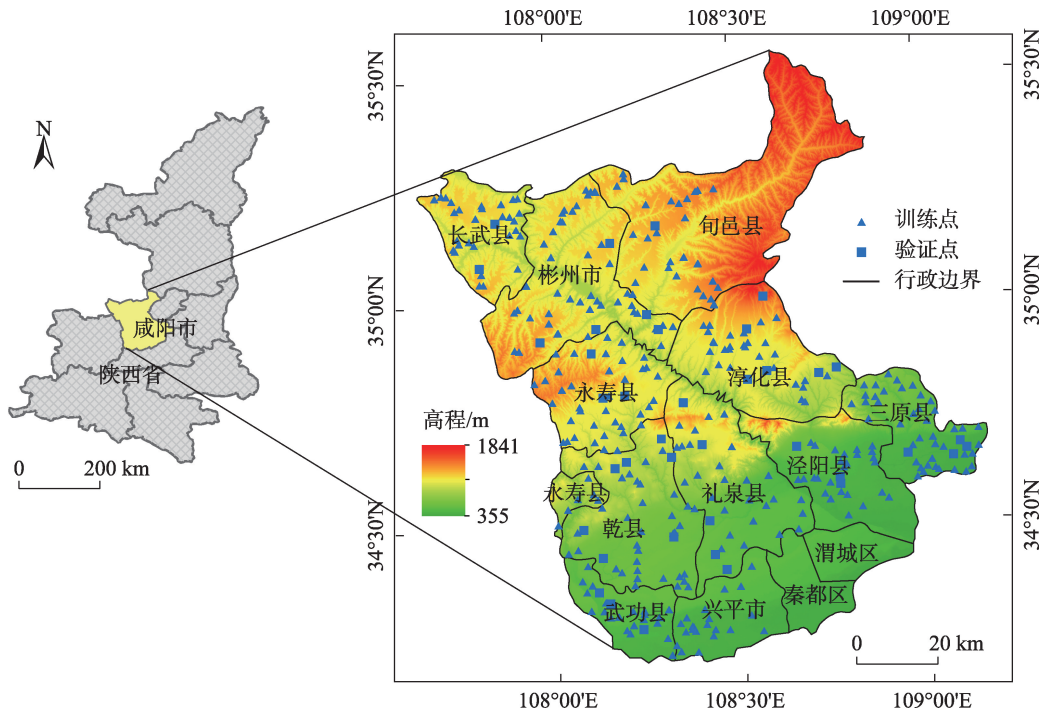 108°00'E
108°30'E
109°00'E
35°30'N
35°30'N
N
训练点
验证点
行政边界
旬邑县
长武县
彬州市
35°00'N
35°00'N
咸阳市
陕西省
淳化县
永寿县
三原县
高程/m
1841
355
0
200 km
泾阳县
永寿县
礼泉县
乾县
34°30'N
34°30'N
渭城区
秦都区
武功县
兴平市
0
20 km
108°00'E
108°30'E
109°00'E